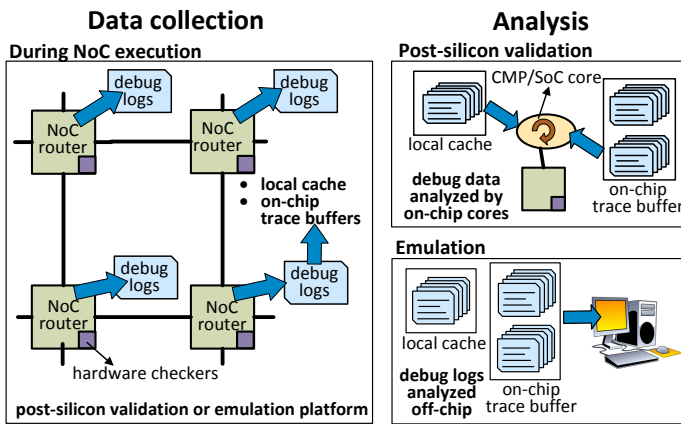 Data collection
During NoC execution
debug
logs
debug
logs
NoC
router
NoC
router
• local cache
• on-chip
trace buffers
debug
logs
debug
logs
NoC
router
NoC
router
hardware checkers
post-silicon validation or emulation platform
Analysis
Post-silicon validation
CMP/SoC core
local cache
debug data
analyzed by
on-chip cores
on-chip
trace buffer
Emulation
local cache
debug logs
analyzed
off-chip
on-chip
trace buffer